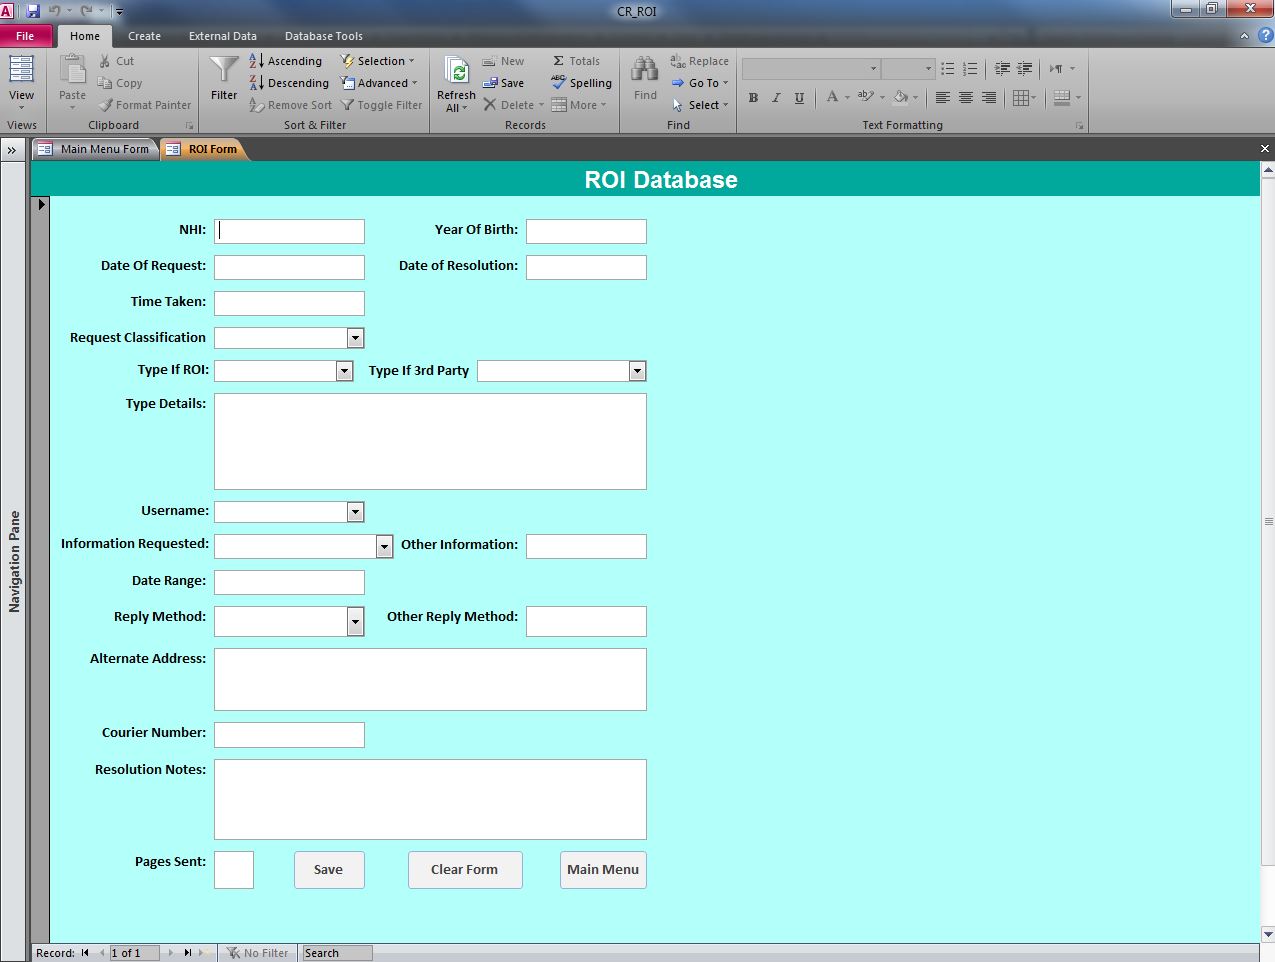 CR_ROI
File Home Create External Data Database Tools
View
Views
Paste
Cut
Copy
Format Painter
Clipboard
Filter
Ascending
Descending
Remove Sort
Selection
Advanced
Toggle Filter
Sort & Filter
Refresh
All
New
Save
Delete
Totals
Spelling
More
Records
Find
Replace
Go To
Select
Find
B I U
Text Formatting
Main Menu Form ROI Form
Navigation Pane
ROI Database
NHI: Year Of Birth:
Date Of Request: Date of Resolution:
Time Taken:
Request Classification
Type If ROI: Type If 3rd Party
Type Details:
Username:
Information Requested: Other Information:
Date Range:
Reply Method: Other Reply Method:
Alternate Address:
Courier Number:
Resolution Notes:
Pages Sent: Save Clear Form Main Menu
Record: 1 of 1 No Filter Search